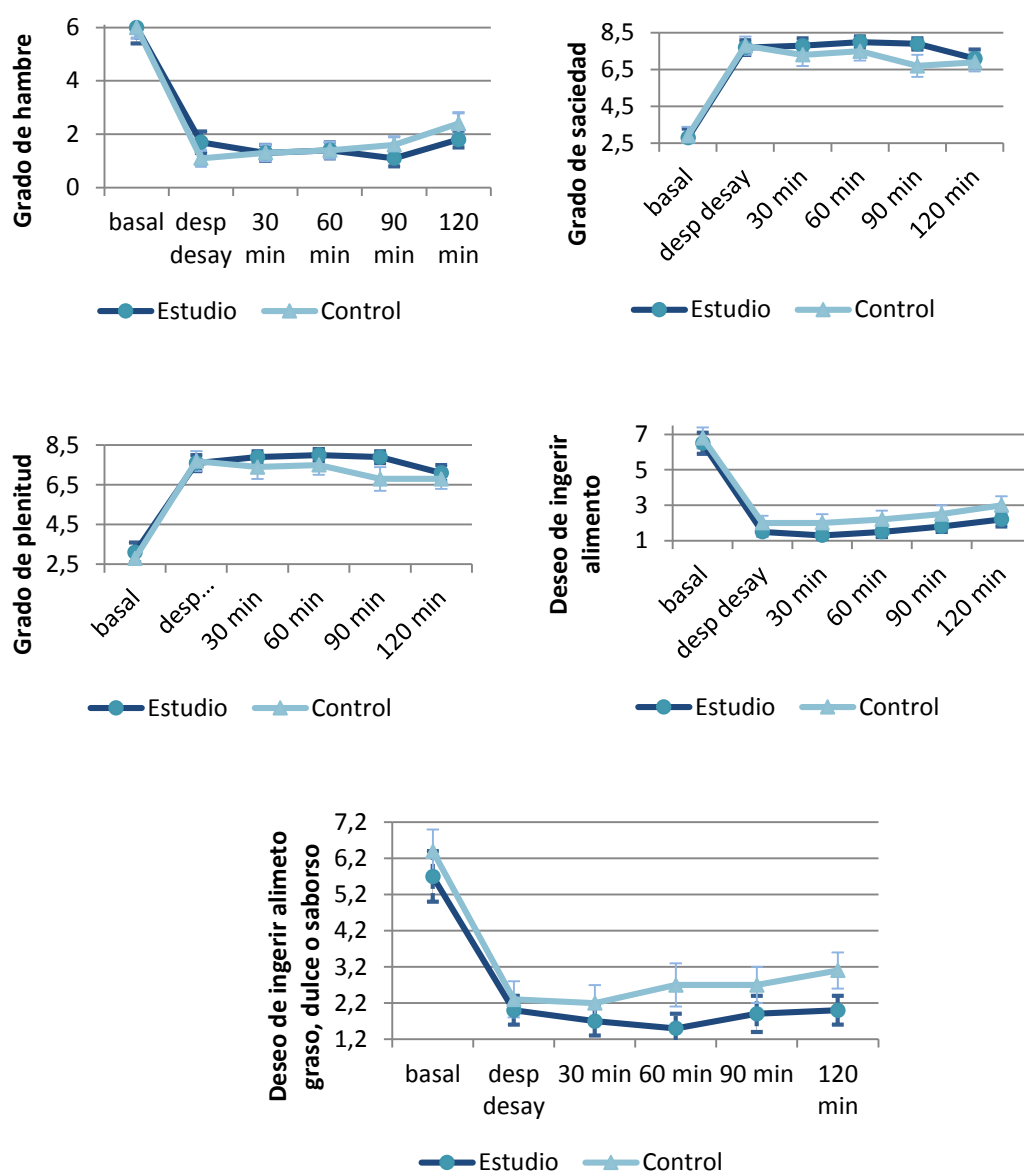 Grado de hambre
6
4
2
0
basal desp desay 30 min 60 min 90 min 120 min
Estudio Control
Grado de saciedad
8,5
6,5
4,5
2,5
basal desp desay 30 min 60 min 90 min 120 min
Estudio Control
Grado de plenitud
8,5
6,5
4,5
2,5
basal desp... 30 min 60 min 90 min 120 min
Estudio Control
Deseo de ingerir
alimento
7
5
3
1
basal desp desay 30 min 60 min 90 min 120 min
Estudio Control
Deseo de ingerir alimeto
graso, dulce o saborso
7,2
6,2
5,2
4,2
3,2
2,2
1,2
basal desp desay 30 min 60 min 90 min 120 min
Estudio Control